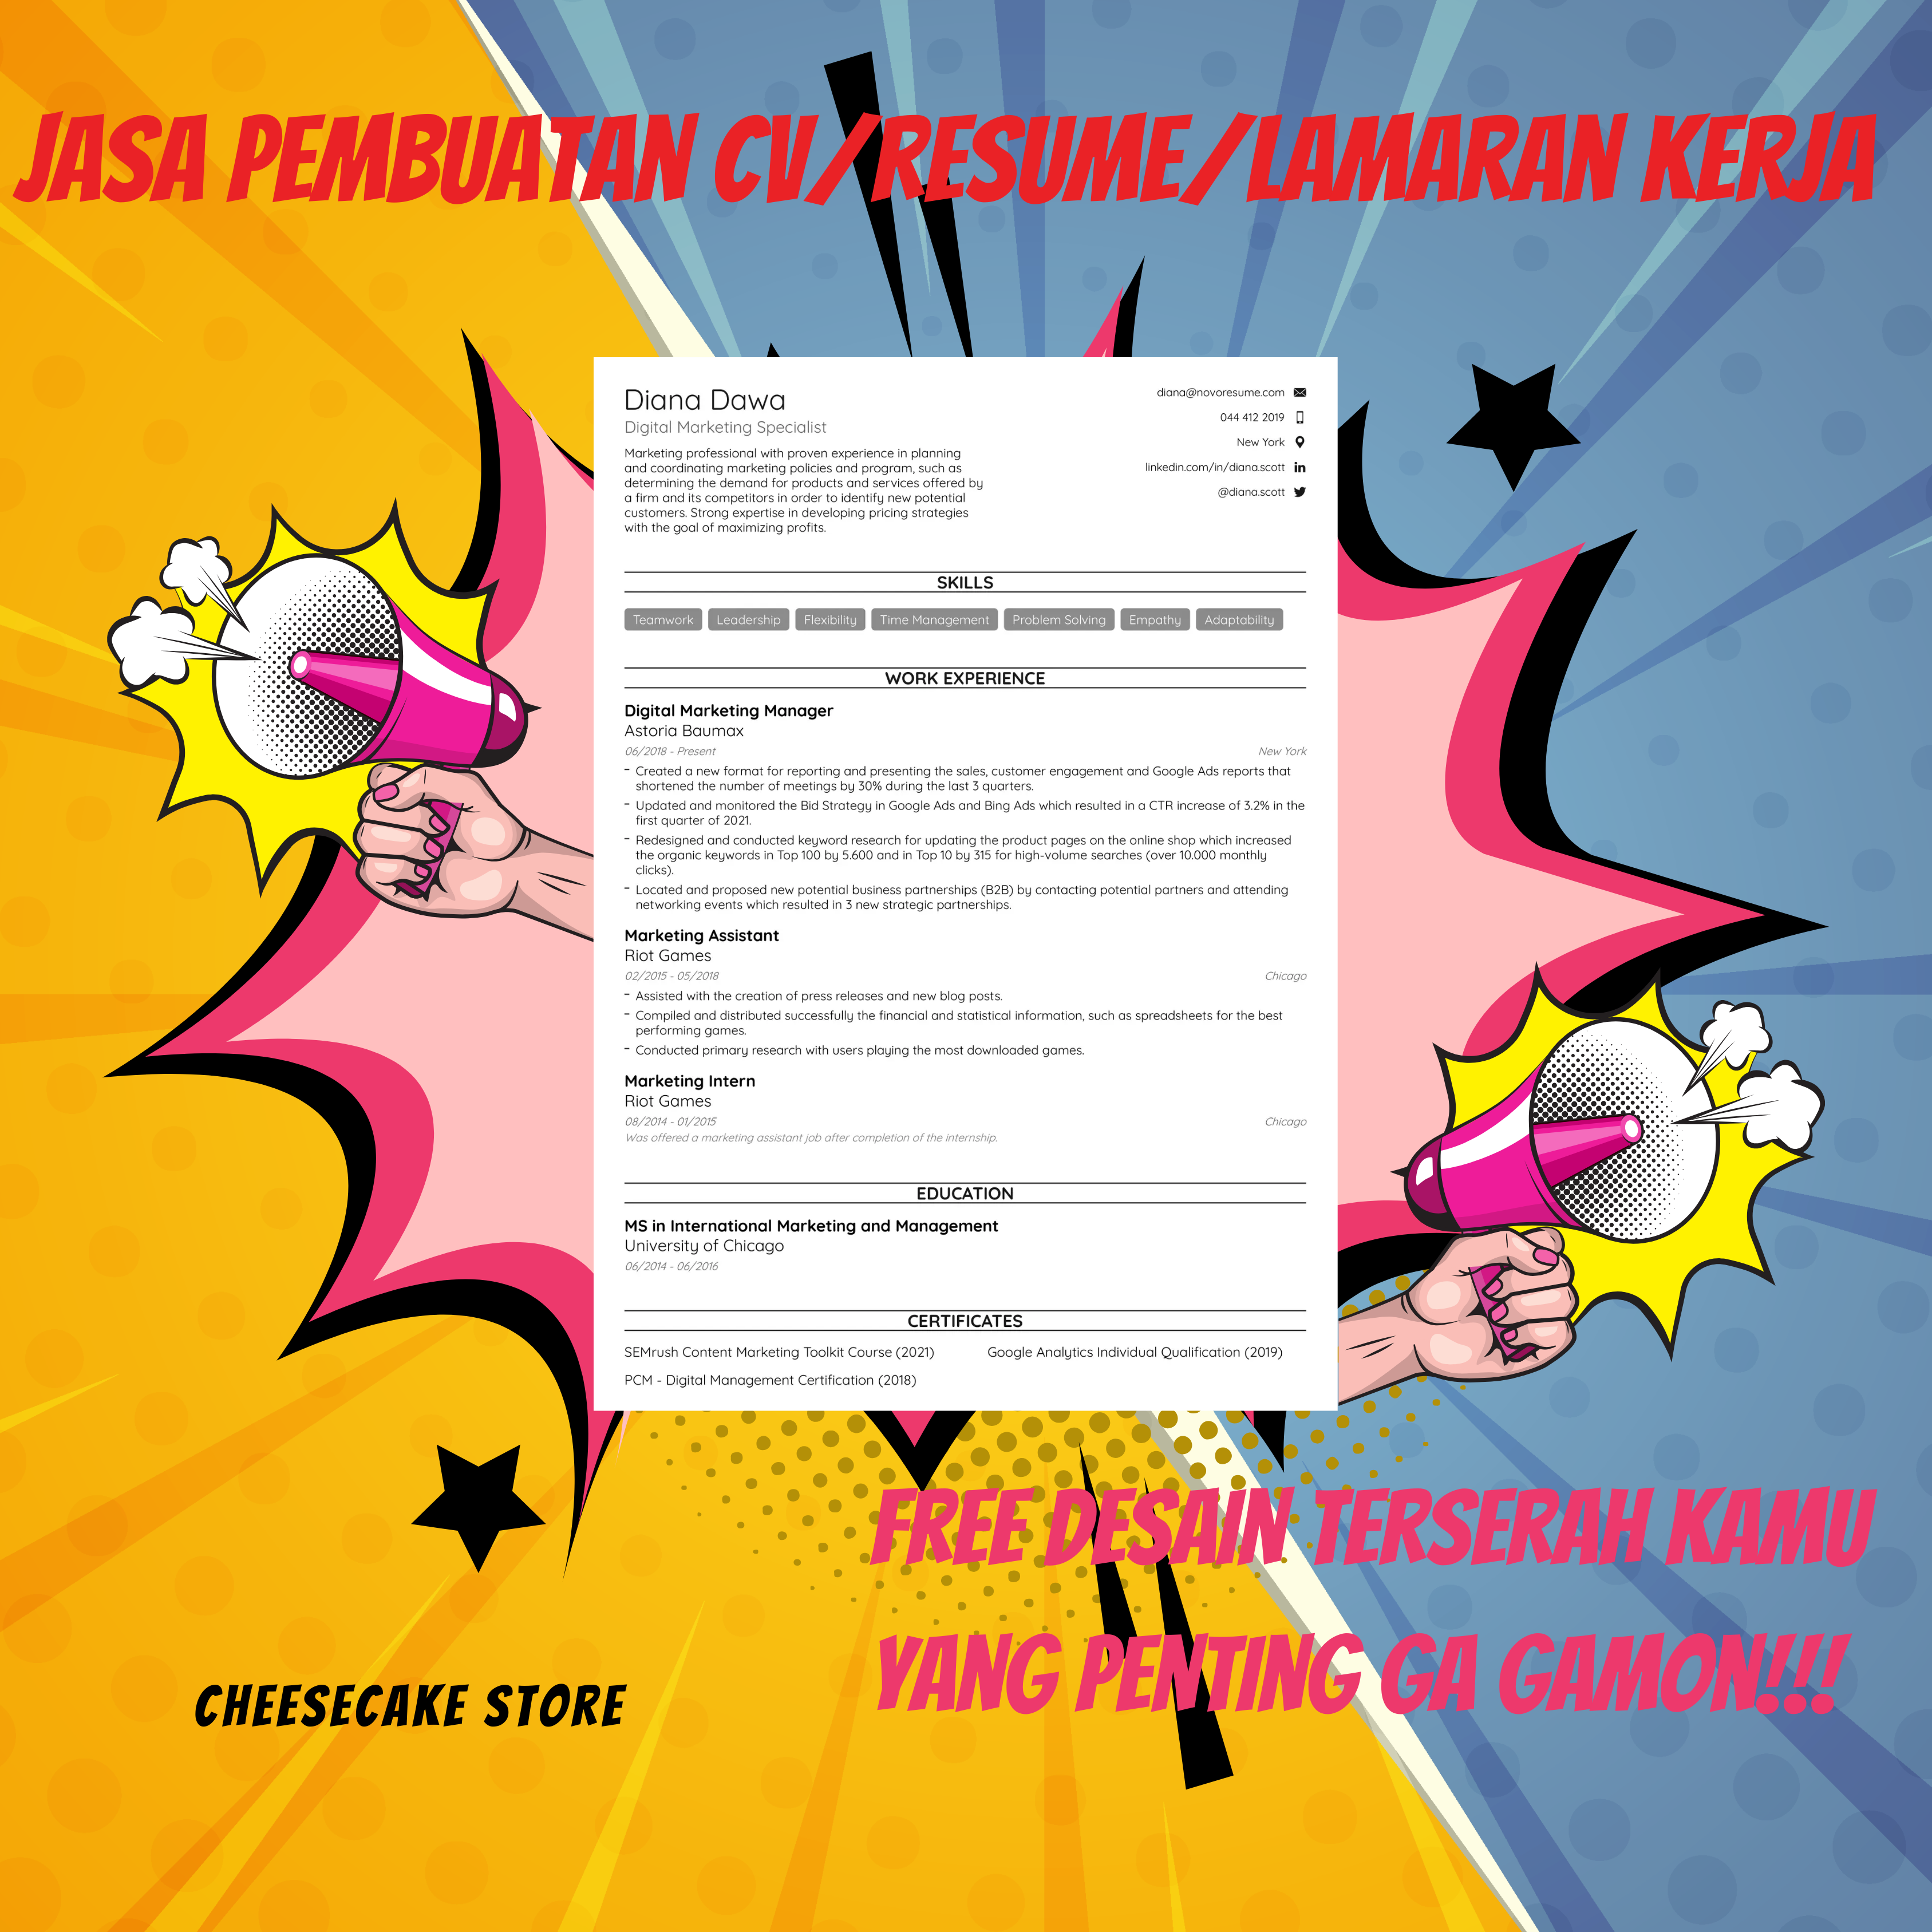 JASA PEMBUATAN CV/RESUME/LAMARAN KERJA
Diana Dawa
Digital Marketing Specialist
Marketing professional with proven experience in planning
and coordinating marketing policies and program, such as
determining the demand for products and services offered by
a firm and its competitors in order to identify new potential
customers. Strong expertise in developing pricing strategies
with the goal of maximizing profits.
diana@novoresume.com
044 412 2019
New York
linkedin.com/in/diana.scott
@diana.scott
SKILLS
Teamwork Leadership Flexibility Time Management Problem Solving Empathy Adaptability
WORK EXPERIENCE
Digital Marketing Manager
Astoria Baumax
06/2018 - Present New York
- Created a new format for reporting and presenting the sales, customer engagement and Google Ads reports that
shortened the number of meetings by 30% during the last 3 quarters.
- Updated and monitored the Bid Strategy in Google Ads and Bing Ads which resulted in a CTR increase of 3.2% in the
first quarter of 2021.
- Redesigned and conducted keyword research for updating the product pages on the online shop which increased
the organic keywords in Top 100 by 5.600 and in Top 10 by 315 for high-volume searches (over 10.000 monthly
clicks).
- Located and proposed new potential business partnerships (B2B) by contacting potential partners and attending
networking events which resulted in 3 new strategic partnerships.
Marketing Assistant
Riot Games
02/2015 - 05/2018 Chicago
- Assisted with the creation of press releases and new blog posts.
- Compiled and distributed successfully the financial and statistical information, such as spreadsheets for the best
performing games.
- Conducted primary research with users playing the most downloaded games.
Marketing Intern
Riot Games
08/2014 - 01/2015 Chicago
Was offered a marketing assistant job after completion of the internship.
EDUCATION
MS in International Marketing and Management
University of Chicago
06/2014 - 06/2016
CERTIFICATES
SEMrush Content Marketing Toolkit Course (2021) Google Analytics Individual Qualification (2019)
PCM - Digital Management Certification (2018)
FREE DESAIN TERSERAH KAMU
YANG PENTING GA GAMON!!!
CHEESECAKE STORE